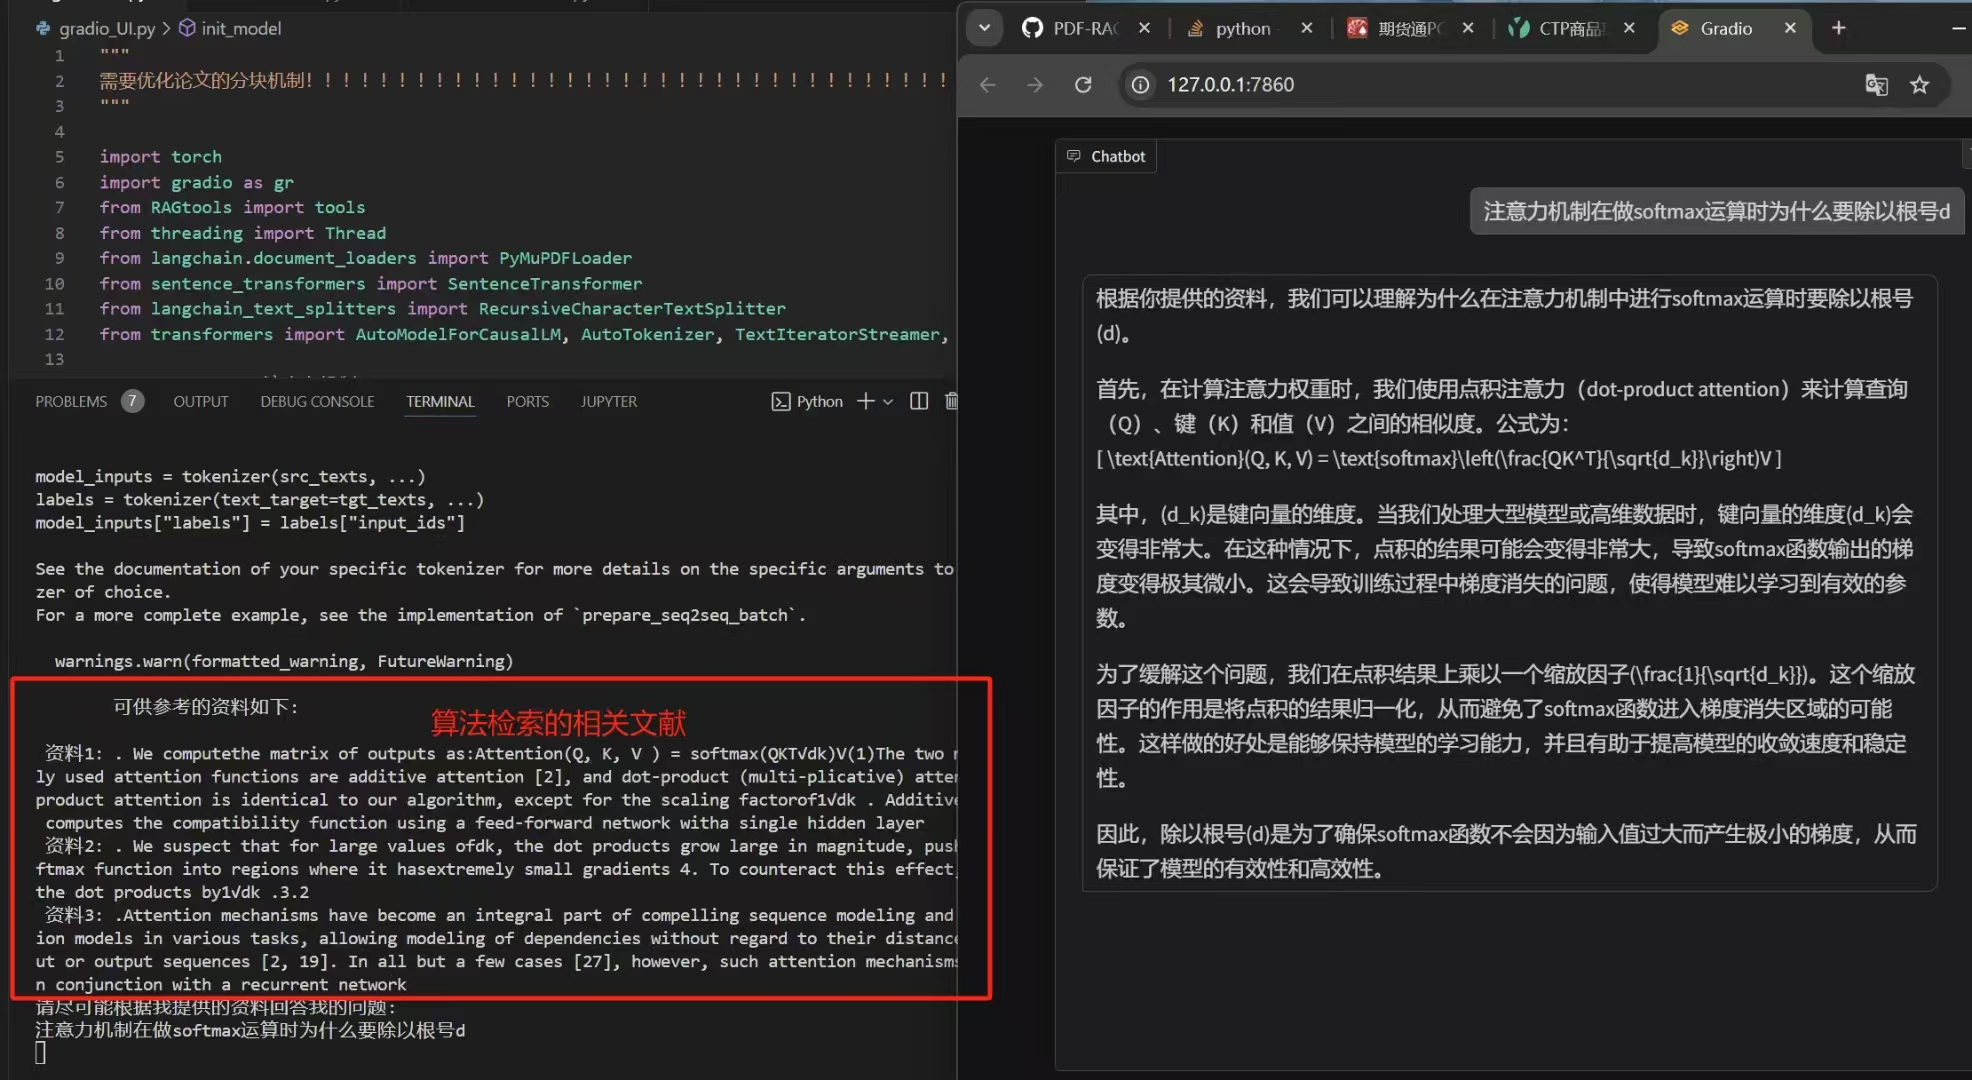 gradio_UI.py > init_model
1 """
2 需要优化论文的分块机制！！！！！！！！！！！！！！！！！！！！！！！！！！！！
3 """
4
5 import torch
6 import gradio as gr
7 from RAGtools import tools
8 from threading import Thread
9 from langchain.document_loaders import PyMuPDFLoader
10 from sentence_transformers import SentenceTransformer
11 from langchain_text_splitters import RecursiveCharacterTextSplitter
12 from transformers import AutoModelForCausalLM, AutoTokenizer, TextIteratorStreamer,
13
PROBLEMS 7 OUTPUT DEBUG CONSOLE TERMINAL PORTS JUPYTER Python
model_inputs = tokenizer(src_texts, ...)
labels = tokenizer(text_target=tgt_texts, ...)
model_inputs["labels"] = labels["input_ids"]
See the documentation of your specific tokenizer for more details on the specific arguments to
zer of choice.
For a more complete example, see the implementation of `prepare_seq2seq_batch`.
warnings.warn(formatted_warning, FutureWarning)
可供参考的资料如下:
算法检索的相关文献
资料1: . We computethe matrix of outputs as:Attention(Q, K, V ) = softmax(QKT√dk)V(1)The two
ly used attention functions are additive attention [2], and dot-product (multi-plicative)
product attention is identical to our algorithm, except for the scaling factorof1√dk . Additive
computes the compatibility function using a feed-forward network witha single hidden layer
资料2: . We suspect that for large values ofdk, the dot products grow large in magnitude,
ftmax function into regions where it hasextremely small gradients 4. To counteract this effect,
the dot products by1√dk .3.2
资料3: .Attention mechanisms have become an integral part of compelling sequence modeling and
ion models in various tasks, allowing modeling of dependencies without regard to their distance
ut or output sequences [2, 19]. In all but a few cases [27], however, such attention mechanisms
n conjunction with a recurrent network
请尽可能根据我提供的资料回答我的问题:
注意力机制在做softmax运算时为什么要除以根号d
PDF-RA python 期货通P CTP商品 Gradio
127.0.0.1:7860
Chatbot
注意力机制在做softmax运算时为什么要除以根号d
根据你提供的资料，我们可以理解为什么在注意力机制中进行softmax运算时要除以根号
(d)。
首先，在计算注意力权重时，我们使用点积注意力（dot-product attention）来计算查询
（Q）、键（K）和值（V）之间的相似度。公式为：
[ \text{Attention}(Q, K, V) = \text{softmax}\left(\frac{QK^T}{\sqrt{d_k}}\right)V ]
其中，(d_k)是键向量的维度。当我们处理大型模型或高维数据时，键向量的维度(d_k)会
变得非常大。在这种情况下，点积的结果可能会变得非常大，导致softmax函数输出的梯
度变得极其微小。这会导致训练过程中梯度消失的问题，使得模型难以学习到有效的参
数。
为了缓解这个问题，我们在点积结果上乘以一个缩放因子(\frac{1}{\sqrt{d_k}})。这个缩放
因子的作用是将点积的结果归一化，从而避免了softmax函数进入梯度消失区域的可能
性。这样做的好处是能够保持模型的学习能力，并且有助于提高模型的收敛速度和稳定
性。
因此，除以根号(d)是为了确保softmax函数不会因为输入值过大而产生极小的梯度，从而
保证了模型的有效性和高效性。